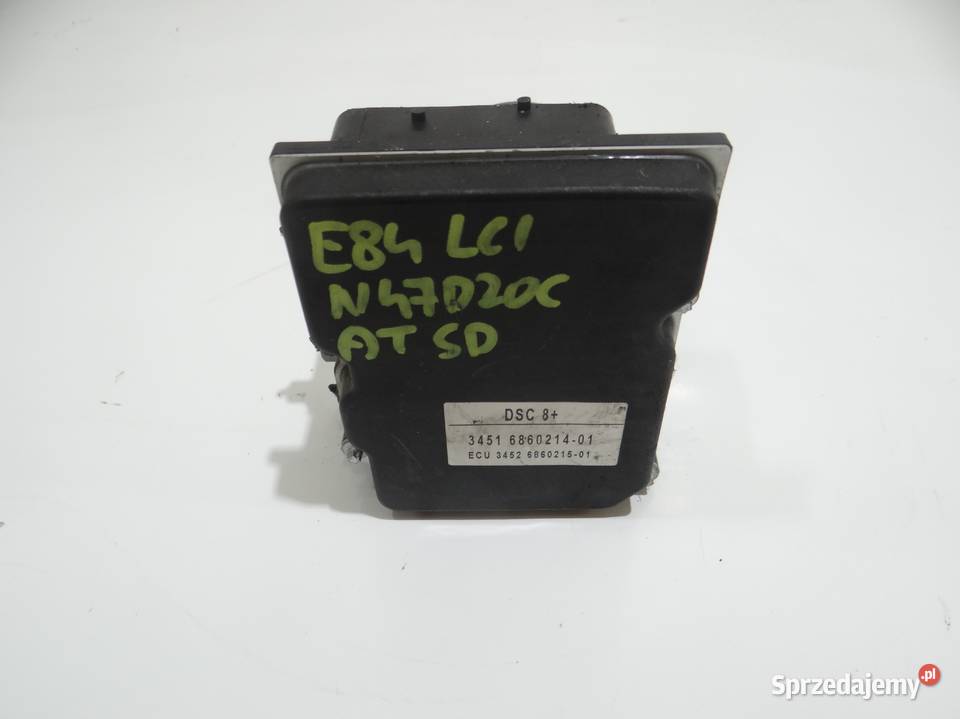 E84 LCI
N47D20C
AT SD
DSC 8+
3451 6860214-01
ECU 3452 6860215-01
Sprzedajemy.pl